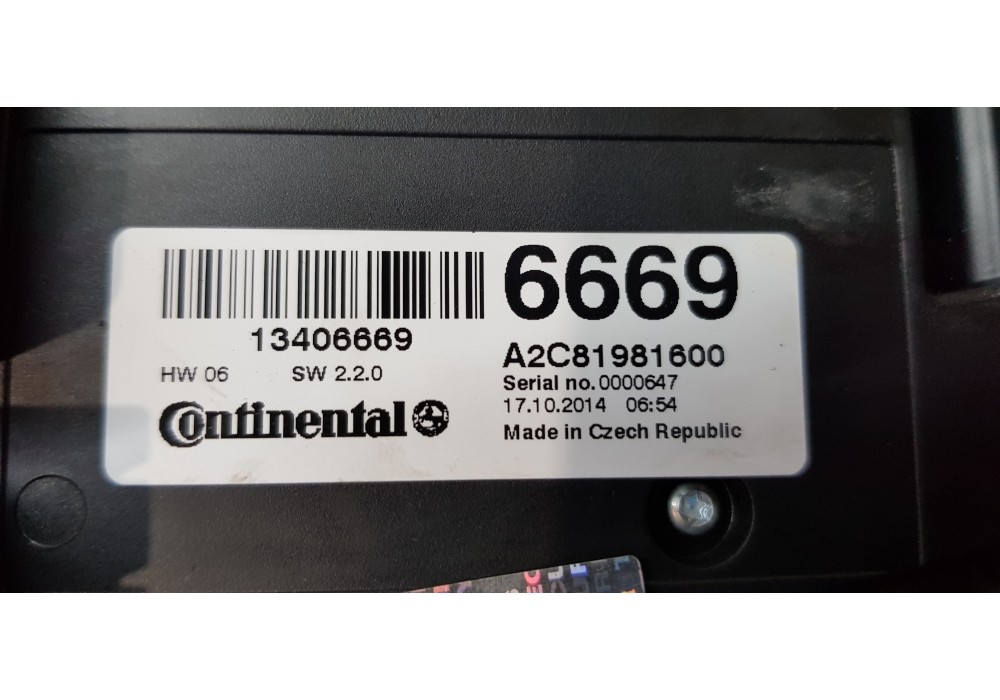 6669
13406669
HW 06 SW 2.2.0
Continental
A2C81981600
Serial no. 0000647
17.10.2014 06:54
Made in Czech Republic